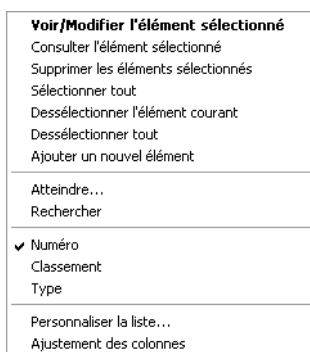 Voir/Modifier l'élément sélectionné
Consulter l'élément sélectionné
Supprimer les éléments sélectionnés
Sélectionner tout
Dessélectionner l'élément courant
Dessélectionner tout
Ajouter un nouvel élément
Atteindre...
Rechercher
Numéro
Classement
Type
Personnaliser la liste...
Ajustement des colonnes